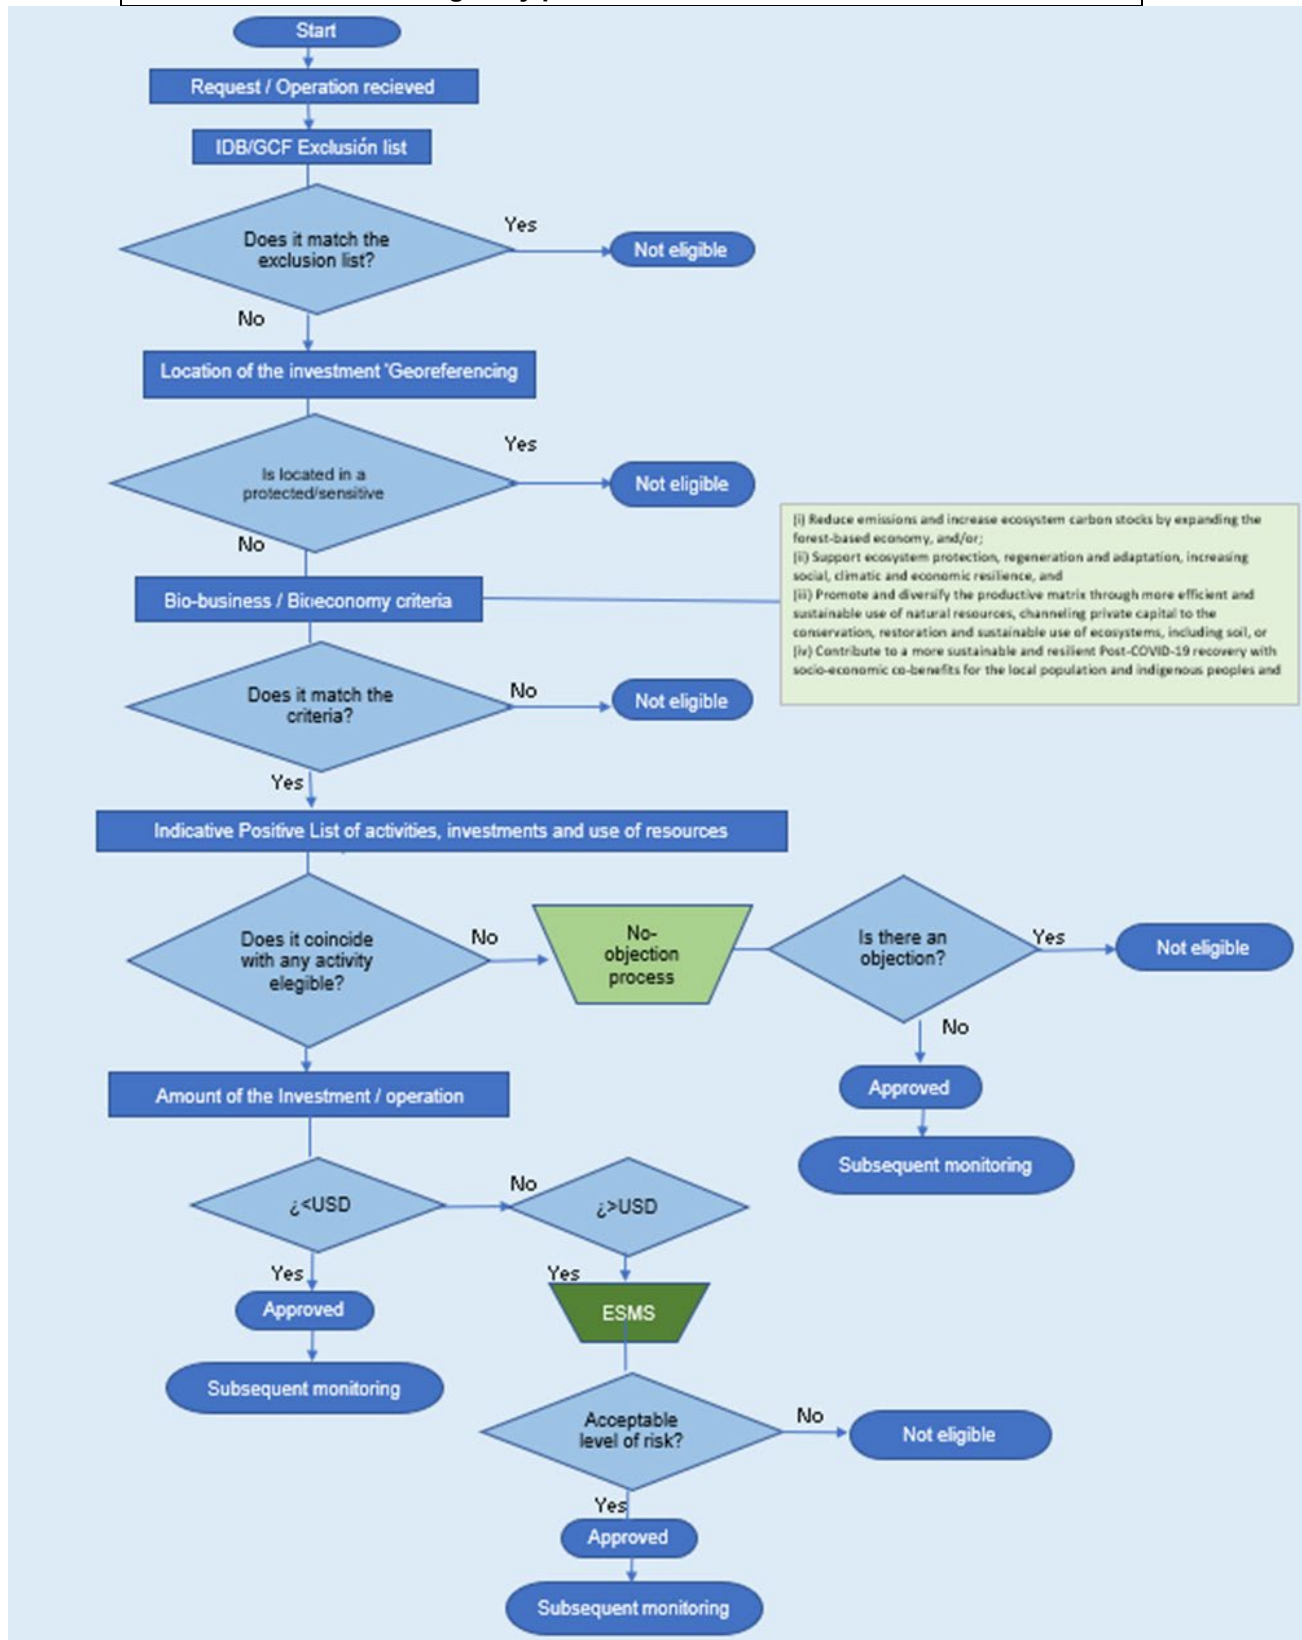 Start
Request / Operation recieved
IDB/GCF Exclusión list
Does it match the
exclusion list?
Yes
Not eligible
No
Location of the investment "Georeferencing
Is located in a
protected/sensitive
Yes
Not eligible
No
Bio-business / Bioeconomy criteria
(i) Reduce emissions and increase ecosystem carbon stocks by expanding the
forest-based economy, and/or;
(ii) Support ecosystem protection, regeneration and adaptation, increasing
social, climatic and economic resilience, and
(iii) Promote and diversify the productive matrix through more efficient and
sustainable use of natural resources, channeling private capital to the
conservation, restoration and sustainable use of ecosystems, including soil, or
(iv) Contribute to a more sustainable and resilient Post-COVID-19 recovery with
socio-economic co-benefits for the local population and indigenous peoples and
Does it match the
criteria?
No
Not eligible
Yes
Indicative Positive List of activities, investments and use of resources
Does it coincide
with any activity
elegible?
No
No-
objection
process
Is there an
objection?
Yes
Not eligible
No
Approved
Subsequent monitoring
Amount of the Investment / operation
¿<USD
No
¿>USD
Yes
Approved
Subsequent monitoring
Yes
ESMS
Acceptable
level of risk?
No
Not eligible
Yes
Approved
Subsequent monitoring